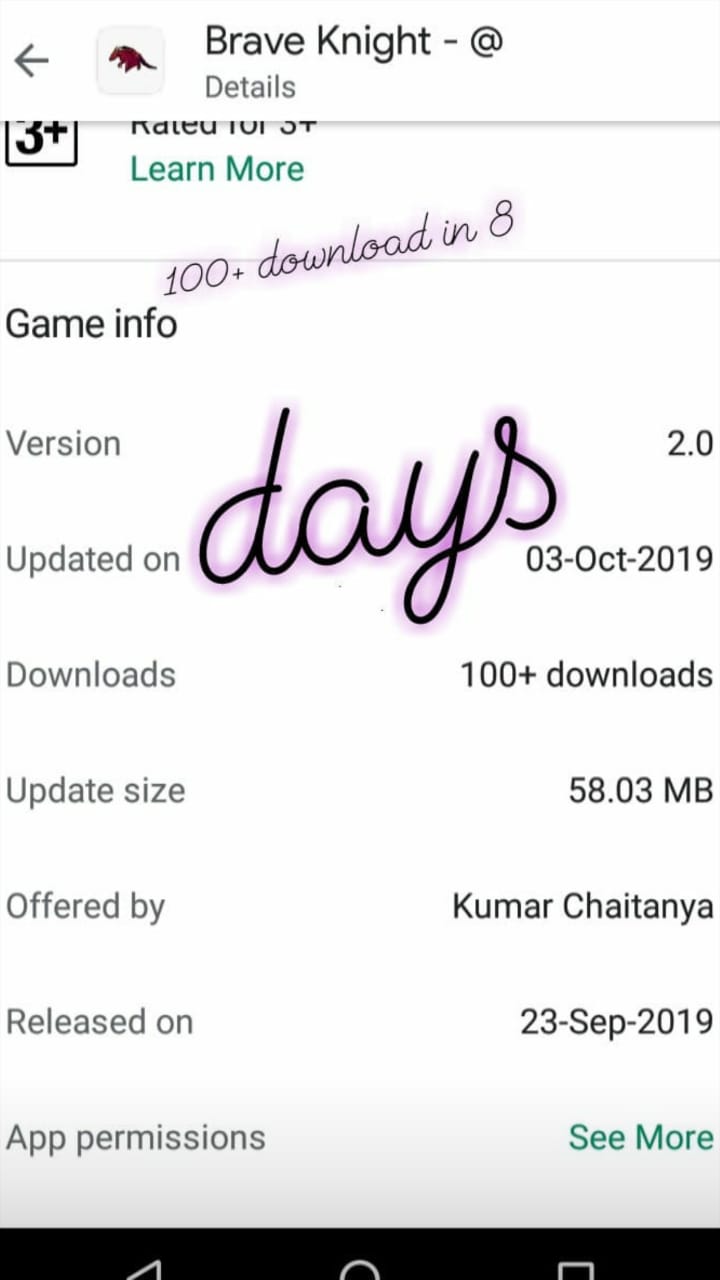 Brave Knight - @
Details
3+
Rated for 3+
Learn More
100+ download in 8
Game info
days
Version 2.0
Updated on 03-Oct-2019
Downloads 100+ downloads
Update size 58.03 MB
Offered by Kumar Chaitanya
Released on 23-Sep-2019
App permissions See More